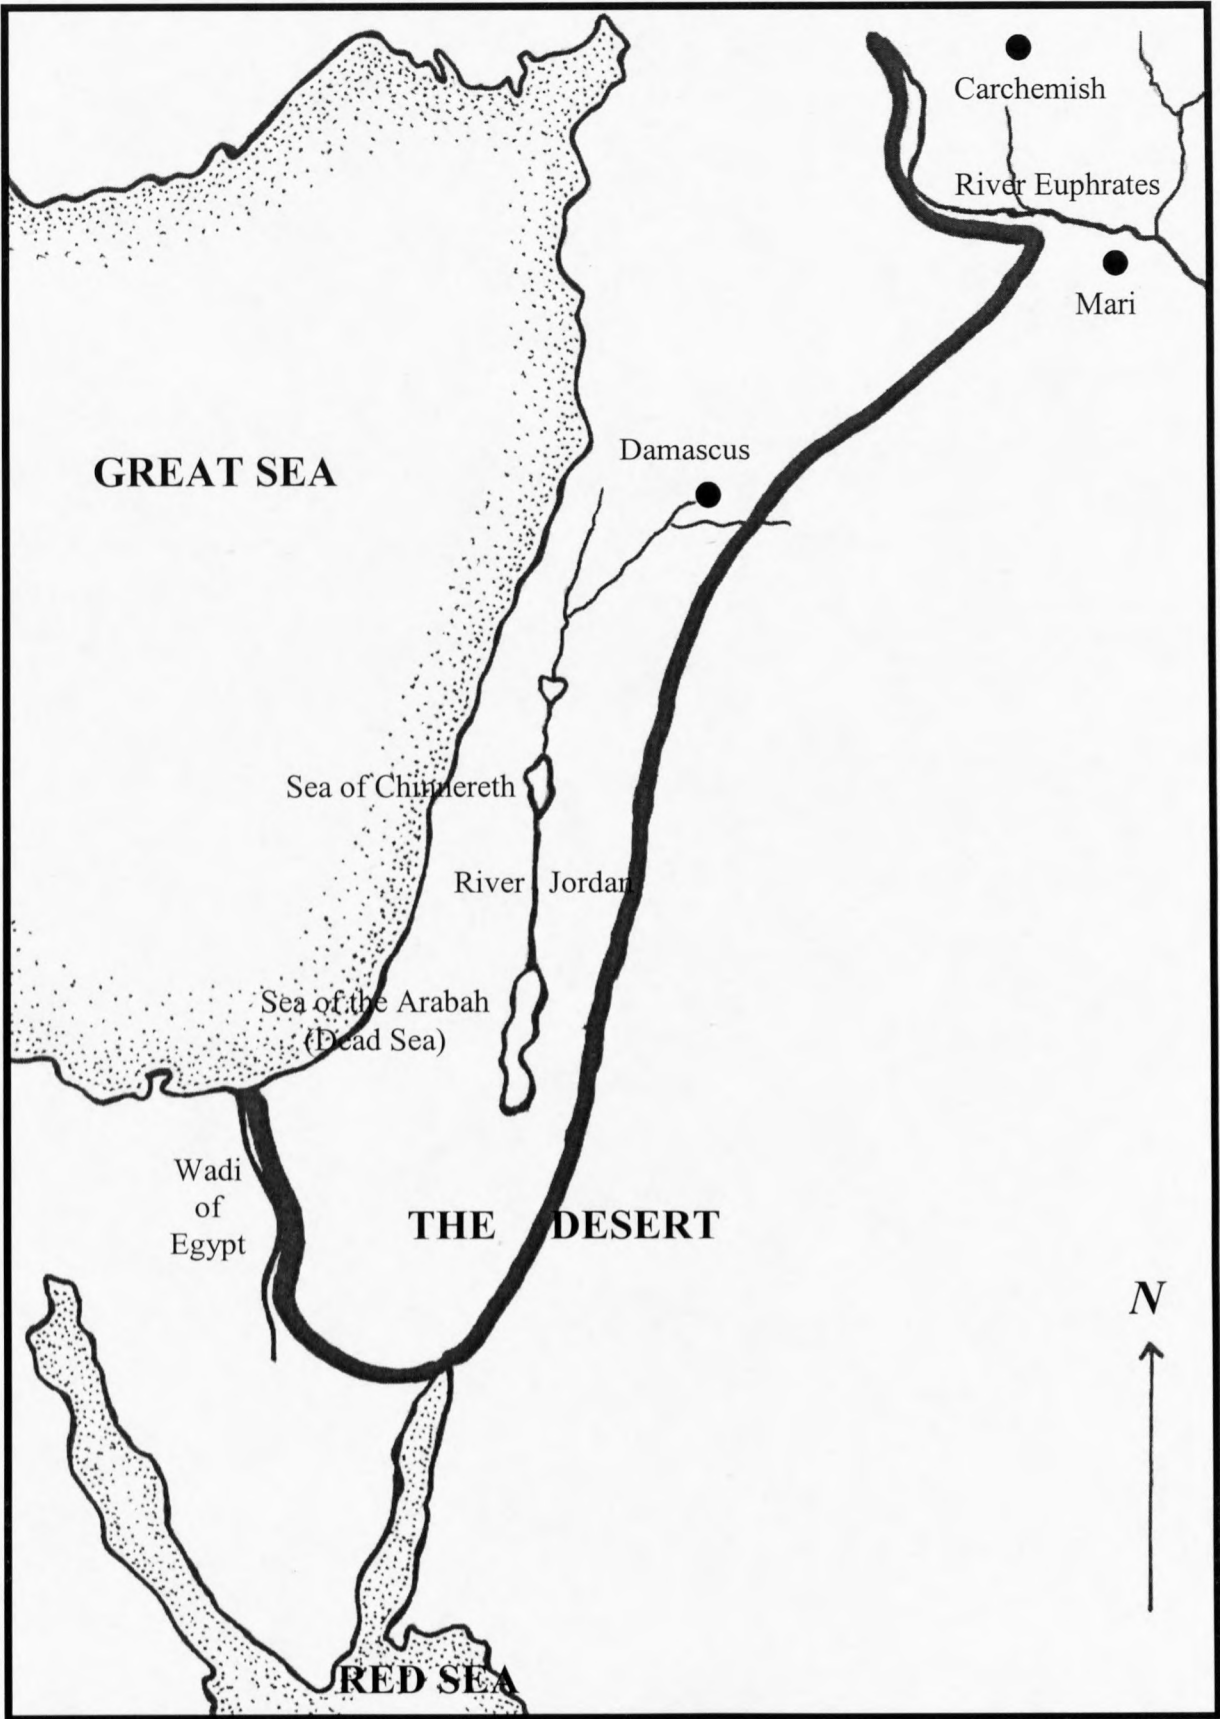 Carchemish
River Euphrates
Mari
Damascus
GREAT SEA
Sea of Chinnereth
River Jordan
Sea of the Arabah
(Dead Sea)
Wadi
of
Egypt
THE DESERT
N
RED SEA